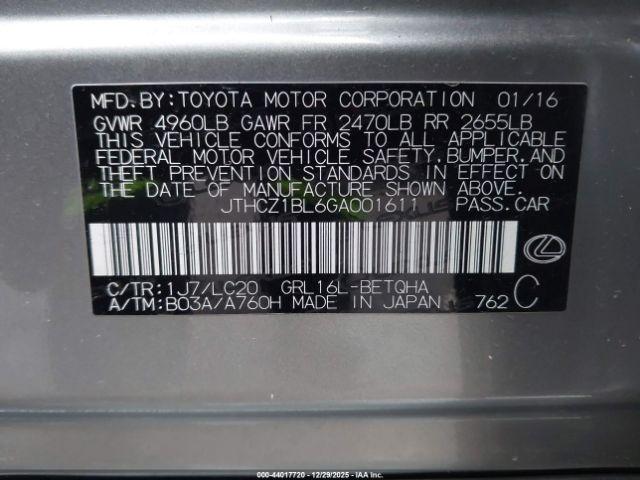 MFD. BY: TOYOTA MOTOR CORPORATION 01/16
GVWR 4960LB GAWR FR 2470LB RR 2655LB
THIS VEHICLE CONFORMS TO ALL APPLICABLE
FEDERAL MOTOR VEHICLE SAFETY, BUMPER, AND
THEFT PREVENTION STANDARDS IN EFFECT ON
THE DATE OF MANUFACTURE SHOWN ABOVE.
JTHCZ1BL6GA001611 PASS. CAR
C/TR: 1J7/LC20 GRL16L-BETQHA
A/TM: B03A/A760H MADE IN JAPAN 762 C
000-44017720 - 12/29/2025 - IAA Inc.